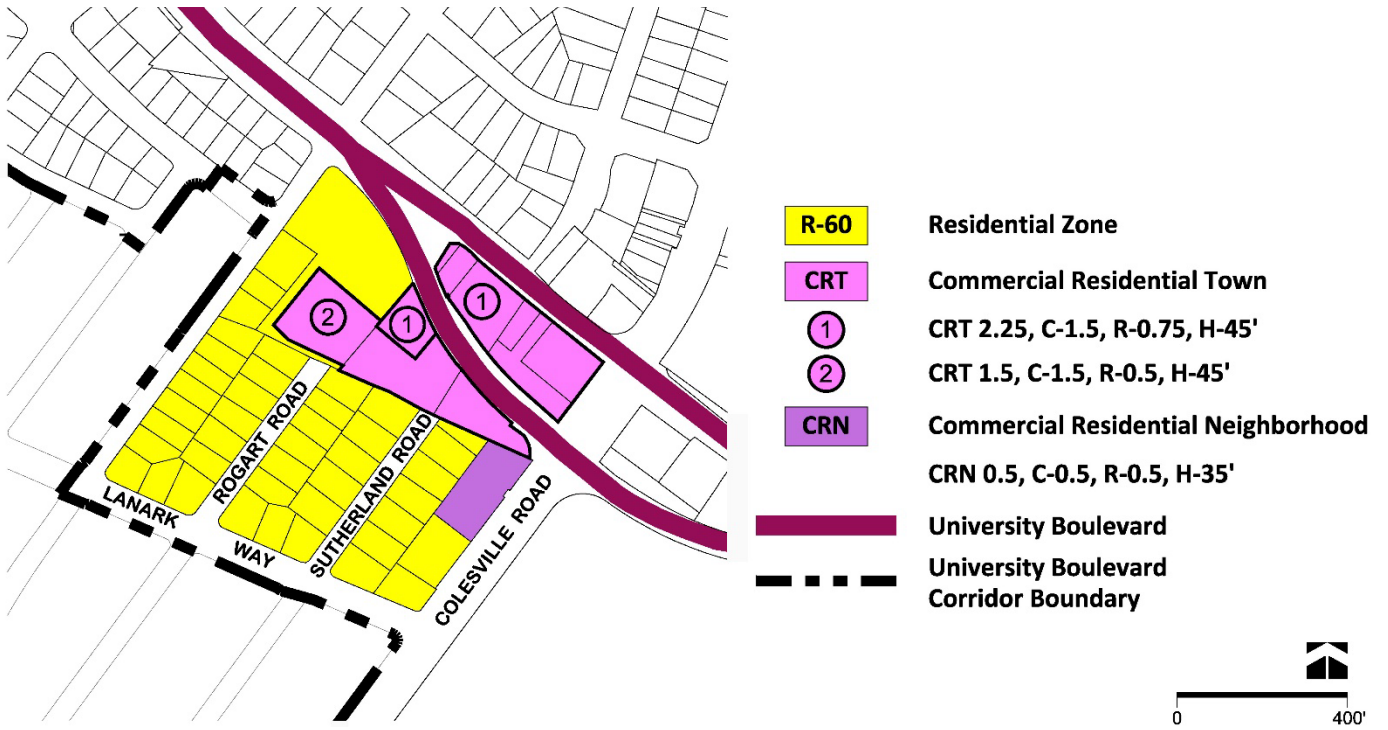 2
1
1
ROGART ROAD
SUTHERLAND ROAD
LANARK
WAY
COLESVILLE ROAD
R-60 Residential Zone
CRT Commercial Residential Town
1 CRT 2.25, C-1.5, R-0.75, H-45'
2 CRT 1.5, C-1.5, R-0.5, H-45'
CRN Commercial Residential Neighborhood
CRN 0.5, C-0.5, R-0.5, H-35'
University Boulevard
University Boulevard
Corridor Boundary
0 400'